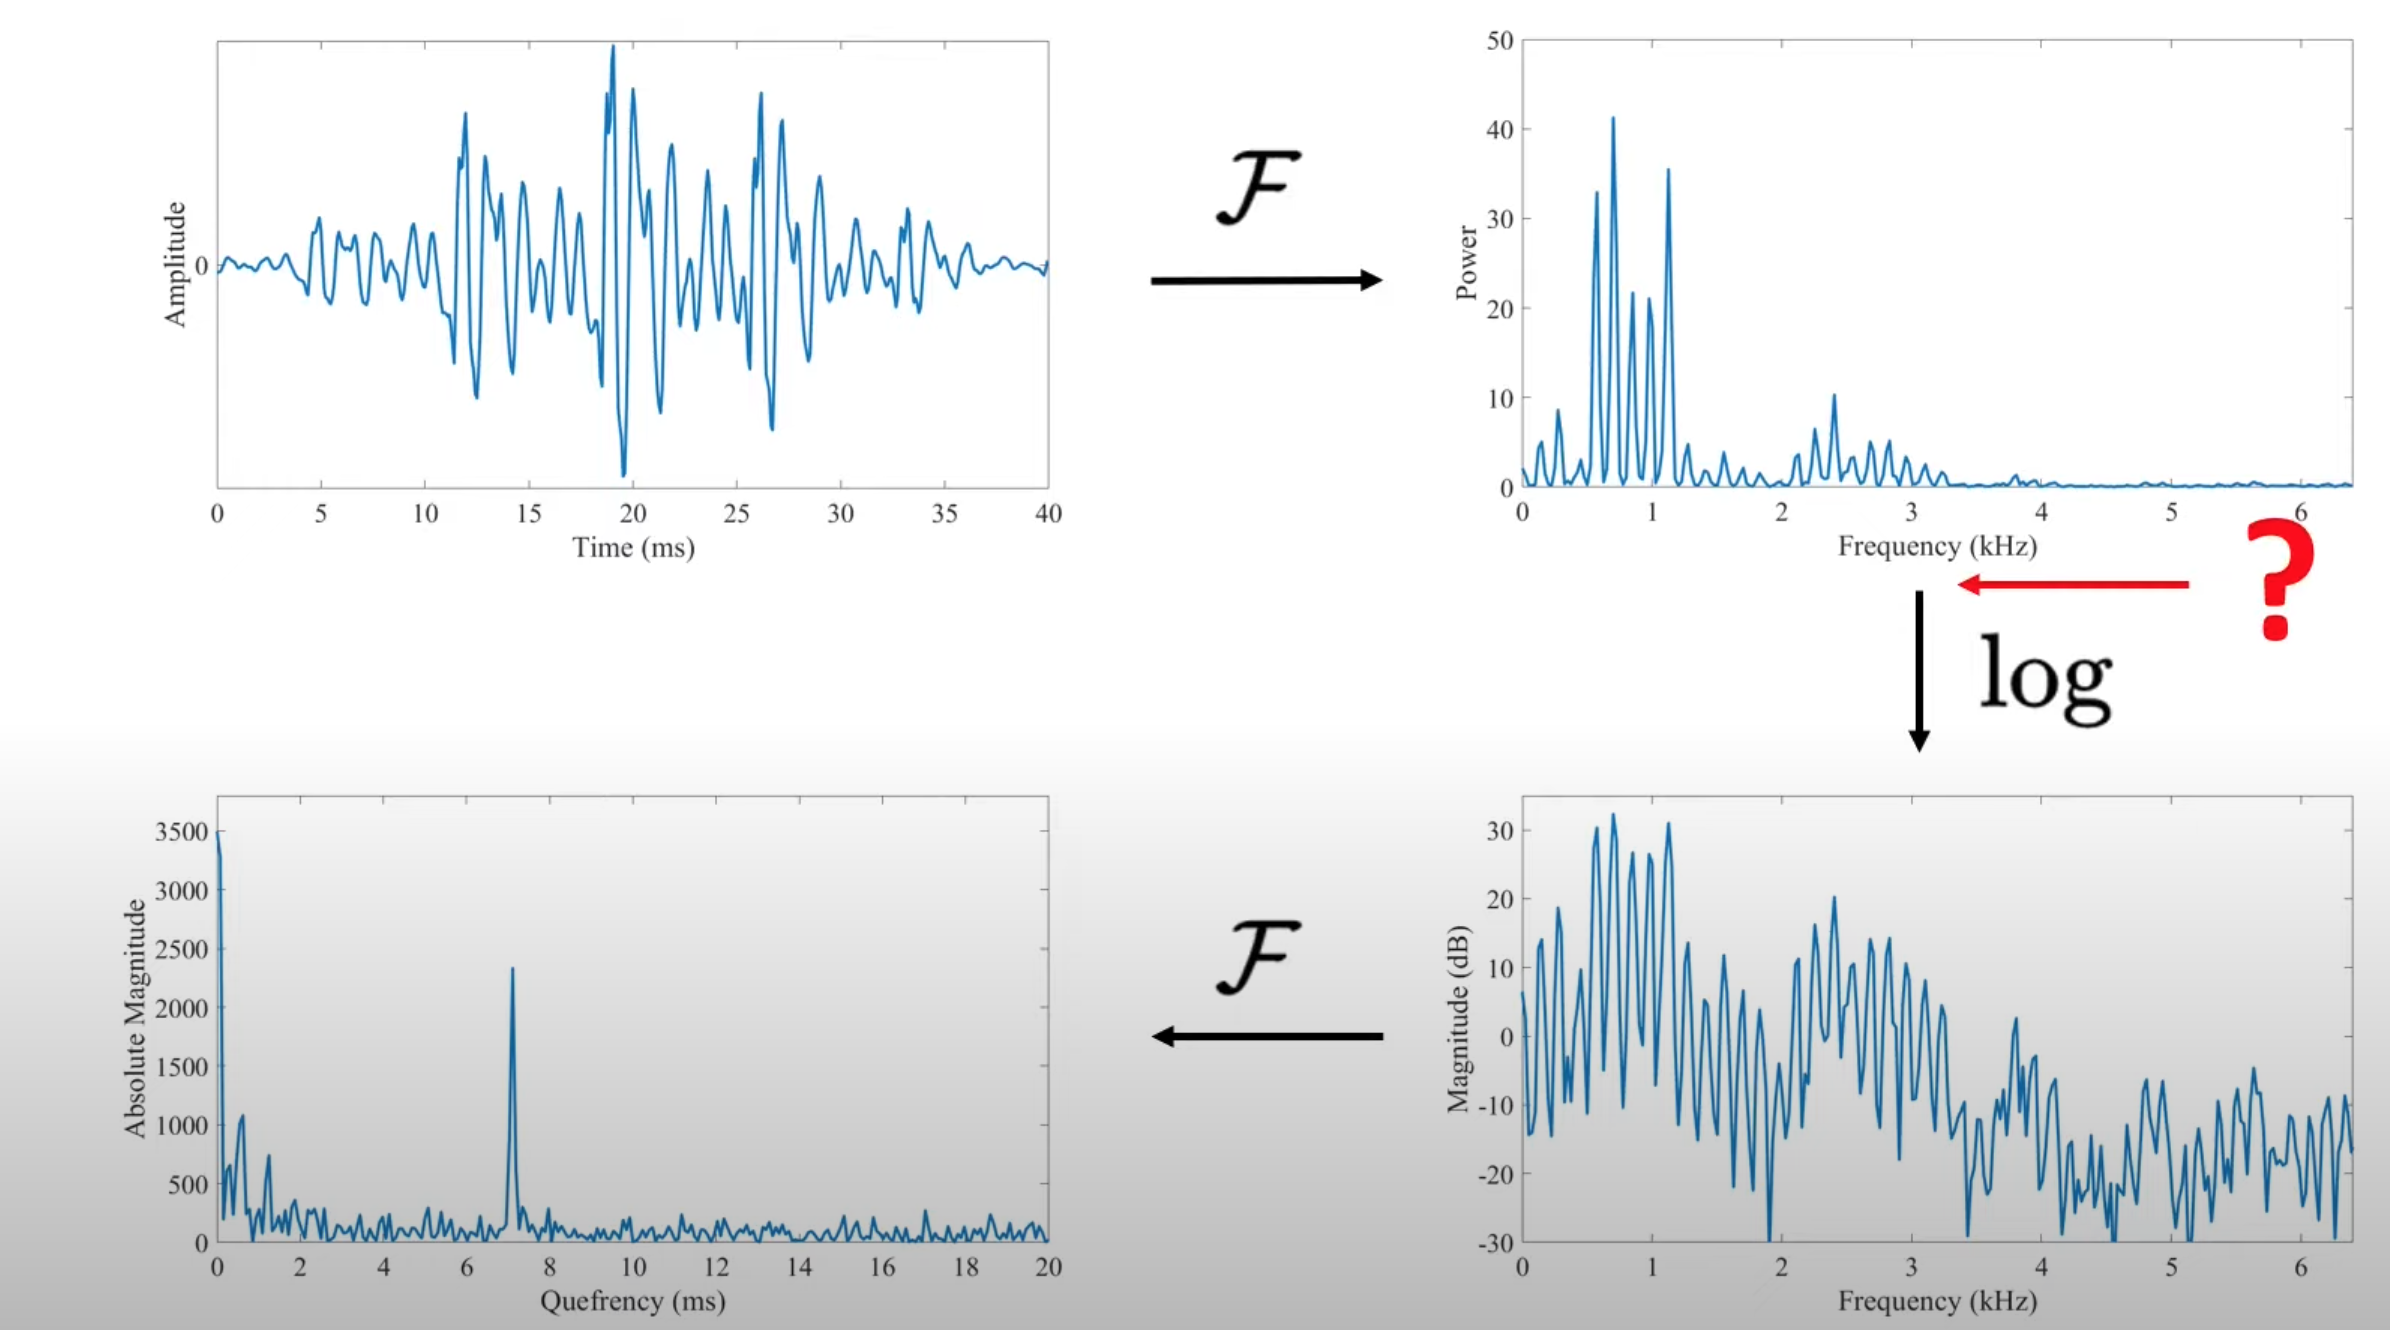 Amplitude
0
0 5 10 15 20 25 30 35 40
Time (ms)
ℱ
Power
50
40
30
20
10
0
0 1 2 3 4 5 6
Frequency (kHz)
?
log
Magnitude (dB)
30
20
10
0
-10
-20
-30
0 1 2 3 4 5 6
Frequency (kHz)
ℱ
Absolute Magnitude
3500
3000
2500
2000
1500
1000
500
0
0 2 4 6 8 10 12 14 16 18 20
Quefrency (ms)